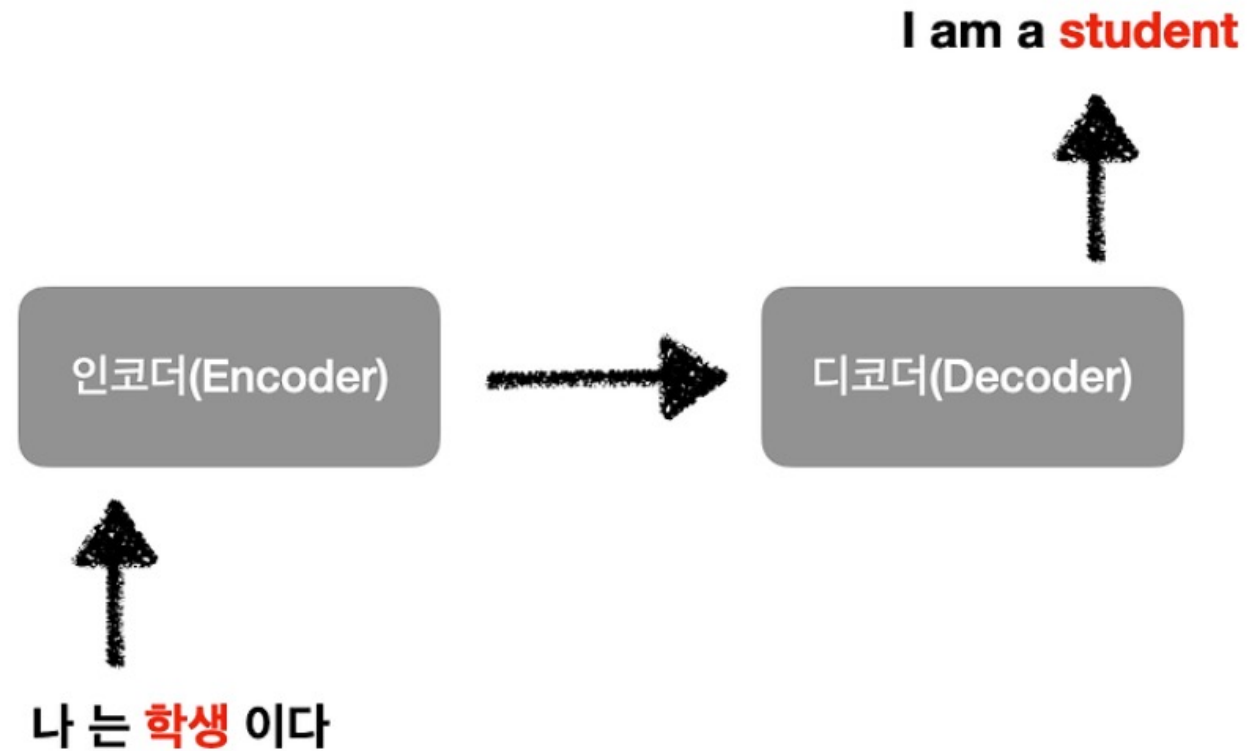 I am a student
인코더(Encoder)
디코더(Decoder)
나 는 학생 이다